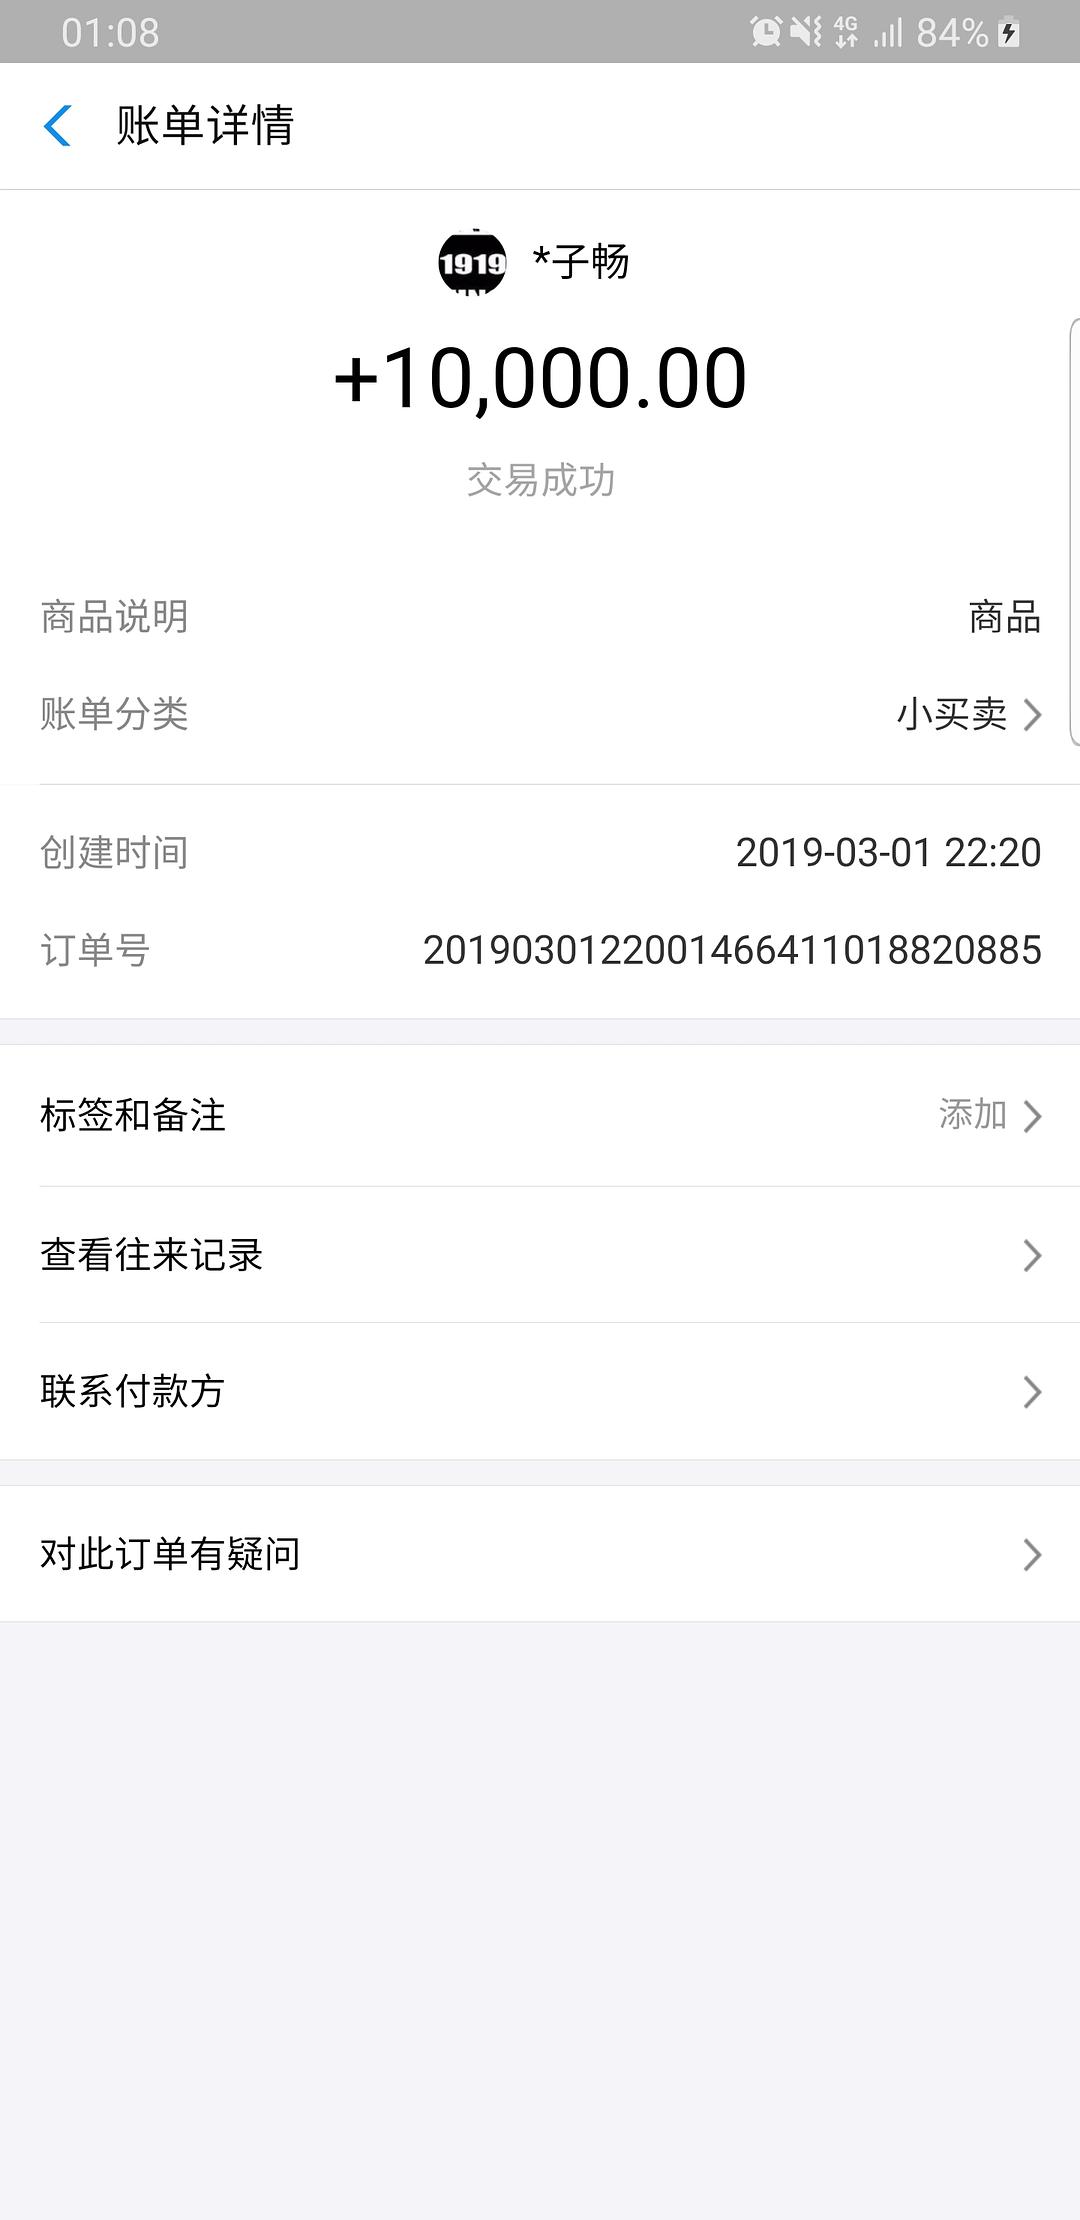 01:08 4G 84%
账单详情
1919 *子畅
+10,000.00
交易成功
商品说明 商品
账单分类 小买卖
创建时间 2019-03-01 22:20
订单号 2019030122001466411018820885
标签和备注 添加
查看往来记录
联系付款方
对此订单有疑问